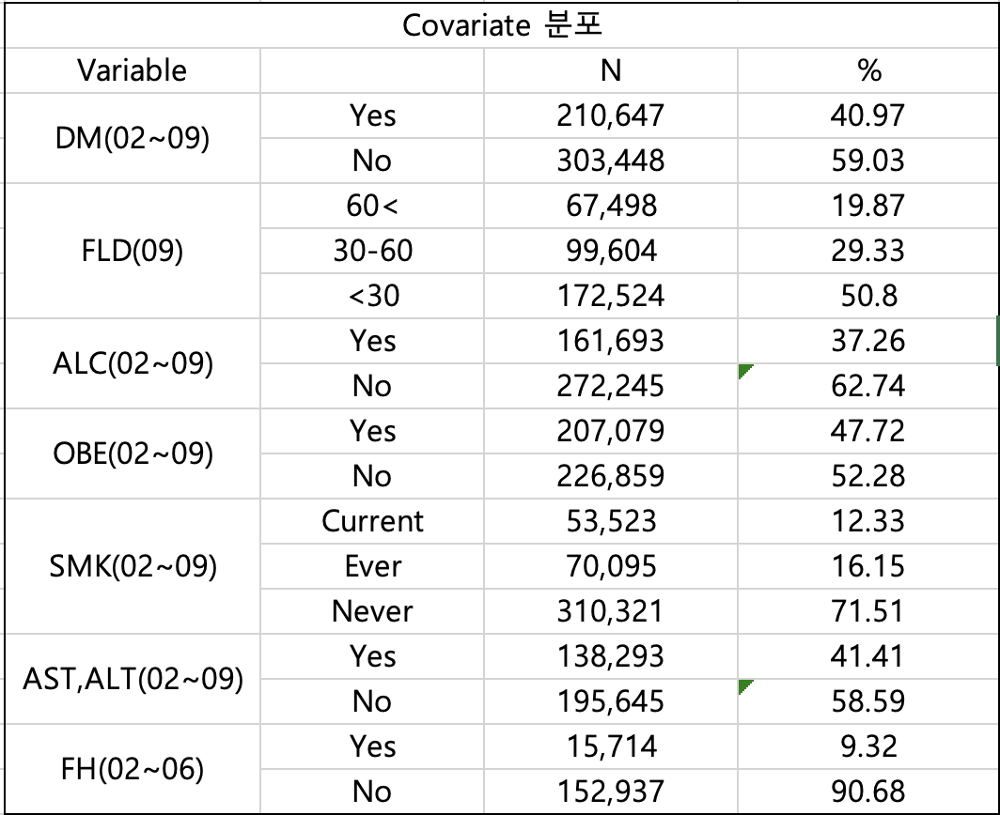 Covariate 분포
Variable N %
DM(02~09) Yes 210,647 40.97
No 303,448 59.03
FLD(09) 60< 67,498 19.87
30-60 99,604 29.33
<30 172,524 50.8
ALC(02~09) Yes 161,693 37.26
No 272,245 62.74
OBE(02~09) Yes 207,079 47.72
No 226,859 52.28
SMK(02~09) Current 53,523 12.33
Ever 70,095 16.15
Never 310,321 71.51
AST,ALT(02~09) Yes 138,293 41.41
No 195,645 58.59
FH(02~06) Yes 15,714 9.32
No 152,937 90.68